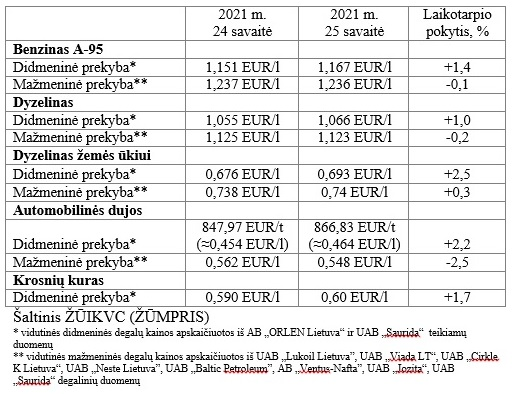 2021 m. 2021 m. Laikotarpio
24 savaitė 25 savaitė pokytis, %
Benzinas A-95
Didmeninė prekyba* 1,151 EUR/l 1,167 EUR/l +1,4
Mažmeninė prekyba** 1,237 EUR/l 1,236 EUR/l -0,1
Dyzelinas
Didmeninė prekyba* 1,055 EUR/l 1,066 EUR/l +1,0
Mažmeninė prekyba** 1,125 EUR/l 1,123 EUR/l -0,2
Dyzelinas žemės ūkiui
Didmeninė prekyba* 0,676 EUR/l 0,693 EUR/l +2,5
Mažmeninė prekyba** 0,738 EUR/l 0,74 EUR/l +0,3
Automobilinės dujos
847,97 EUR/t 866,83 EUR/t
Didmeninė prekyba* (≈0,454 EUR/l) (≈0,464 EUR/l) +2,2
Mažmeninė prekyba** 0,562 EUR/l 0,548 EUR/l -2,5
Krosnių kuras
Didmeninė prekyba* 0,590 EUR/l 0,60 EUR/l +1,7
Šaltinis ŽŪIKVC (ŽŪMPRIS)
* vidutinės didmeninės degalų kainos apskaičiuotos iš AB „ORLEN Lietuva“ ir UAB „Saurida“ teikiamų
duomenų
** vidutinės mažmeninės degalų kainos apskaičiuotos iš UAB „Lukoil Lietuva”, UAB „Viada LT“, UAB „Cirkle
K Lietuva“, UAB „Neste Lietuva”, UAB „Baltic Petroleum”, AB „Ventus-Nafta”, UAB „Jozita”, UAB
„Saurida“ degalinių duomenų